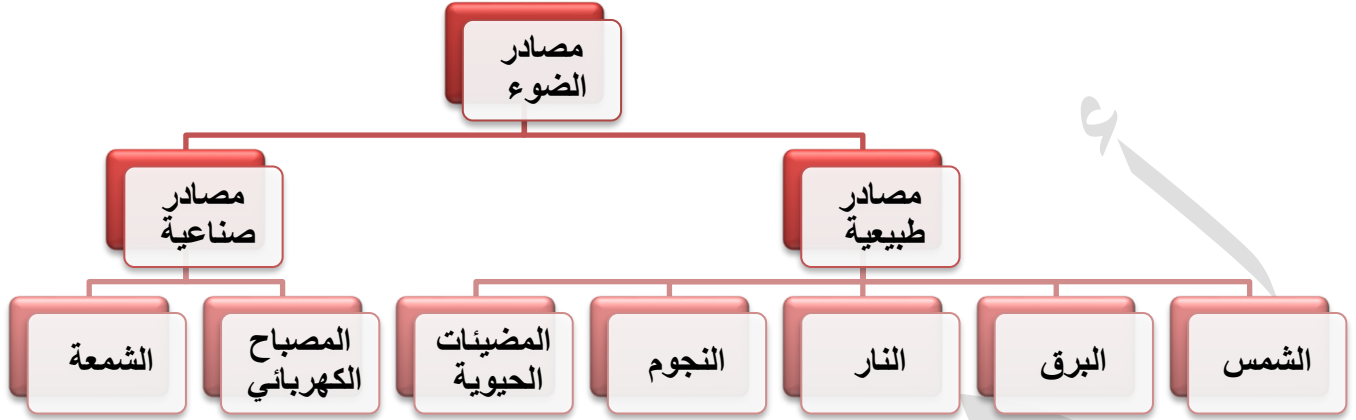 مصادر
الضوء
مصادر
طبيعية
مصادر
صناعية
الشمس
البرق
النار
النجوم
المضيئات
الحيوية
المصباح
الكهربائي
الشمعة